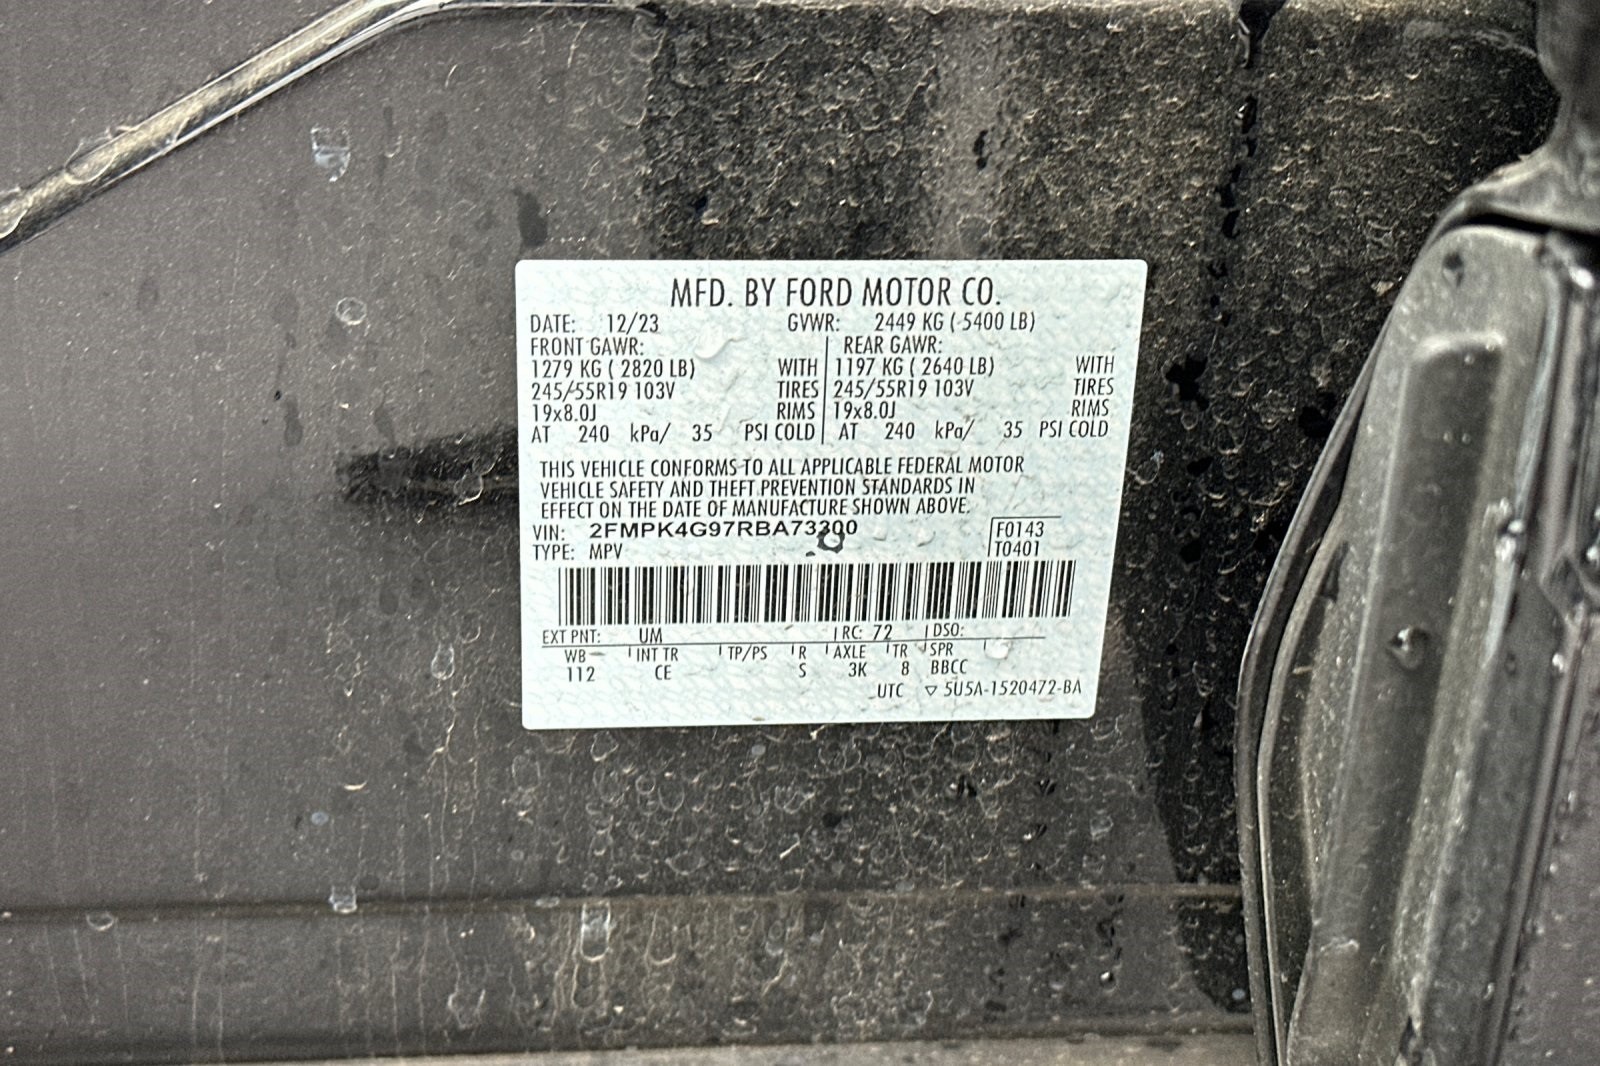 MFD. BY FORD MOTOR CO.
DATE: 12/23 GVWR: 2449 KG ( 5400 LB)
FRONT GAWR: REAR GAWR:
1279 KG ( 2820 LB) WITH 1197 KG ( 2640 LB) WITH
245/55R19 103V TIRES 245/55R19 103V TIRES
19x8.0J RIMS 19x8.0J RIMS
AT 240 kPa/ 35 PSI COLD AT 240 kPa/ 35 PSI COLD
THIS VEHICLE CONFORMS TO ALL APPLICABLE FEDERAL MOTOR
VEHICLE SAFETY AND THEFT PREVENTION STANDARDS IN
EFFECT ON THE DATE OF MANUFACTURE SHOWN ABOVE.
VIN: 2FMPK4G97RBA73300 F0143
TYPE: MPV T0401
EXT PNT: UM RC: 72 DSO:
WB INT TR TP/PS R AXLE TR SPR
112 CE S 3K 8 BBCC
UTC ▽ 5U5A-1520472-BA